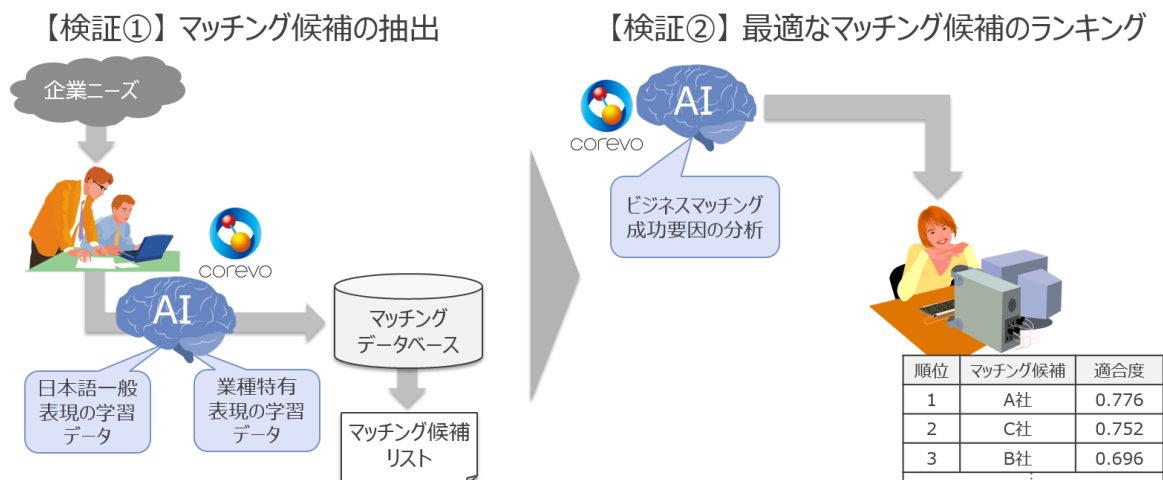 【検証①】マッチング候補の抽出
企業ニーズ
corevo
AI
日本語一般
表現の学習
データ
業種特有
表現の学習
データ
マッチング
データベース
マッチング候補
リスト
【検証②】最適なマッチング候補のランキング
corevo
AI
ビジネスマッチング
成功要因の分析
順位 マッチング候補 適合度
1 A社 0.776
2 C社 0.752
3 B社 0.696